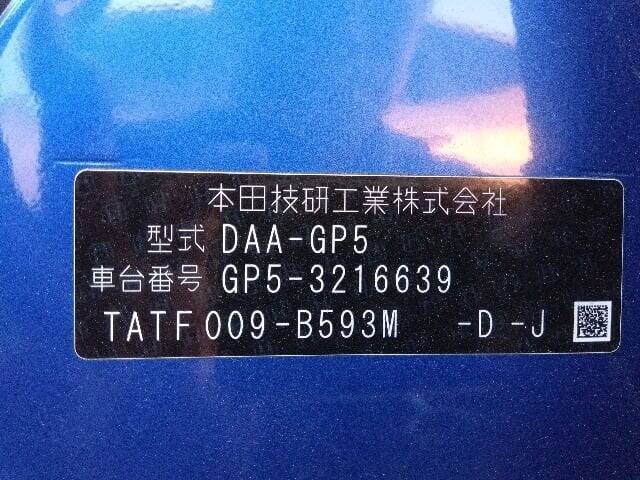 本田技研工業株式会社
型式 DAA-GP5
車台番号 GP5-3216639
TATF009-B593M -D -J